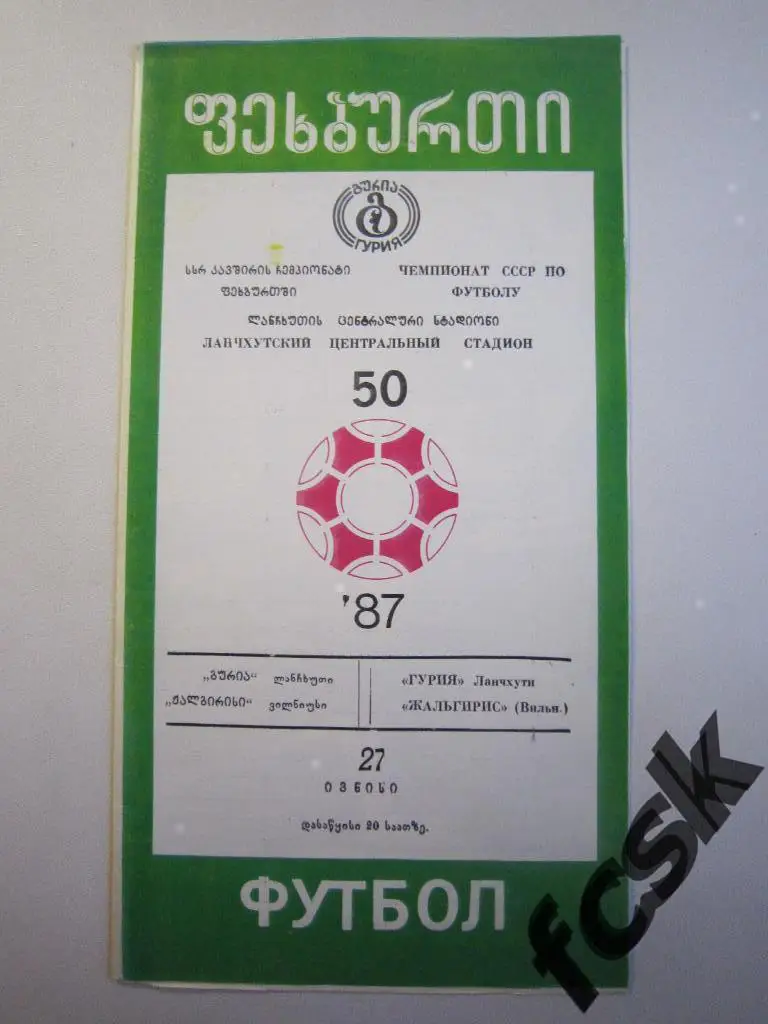 ფეხბურთი
გურია
ГУРИЯ
სსრ კავშირის ჩემპიონატი
ფეხბურთში
ЧЕМПИОНАТ СССР ПО
ФУТБОЛУ
ლანჩხუთის ცენტრალური სტადიონი
ЛАНЧХУТСКИЙ ЦЕНТРАЛЬНЫЙ СТАДИОН
50
'87
„გურია“ ლანჩხუთი
„ჟალგირისი“ ვილნიუსი
«ГУРИЯ» Ланчхути
«ЖАЛЬГИРИС» (Вильн.)
27
ივნისი
დასაწყისი 20 საათზე.
ФУТБОЛ
fcsk